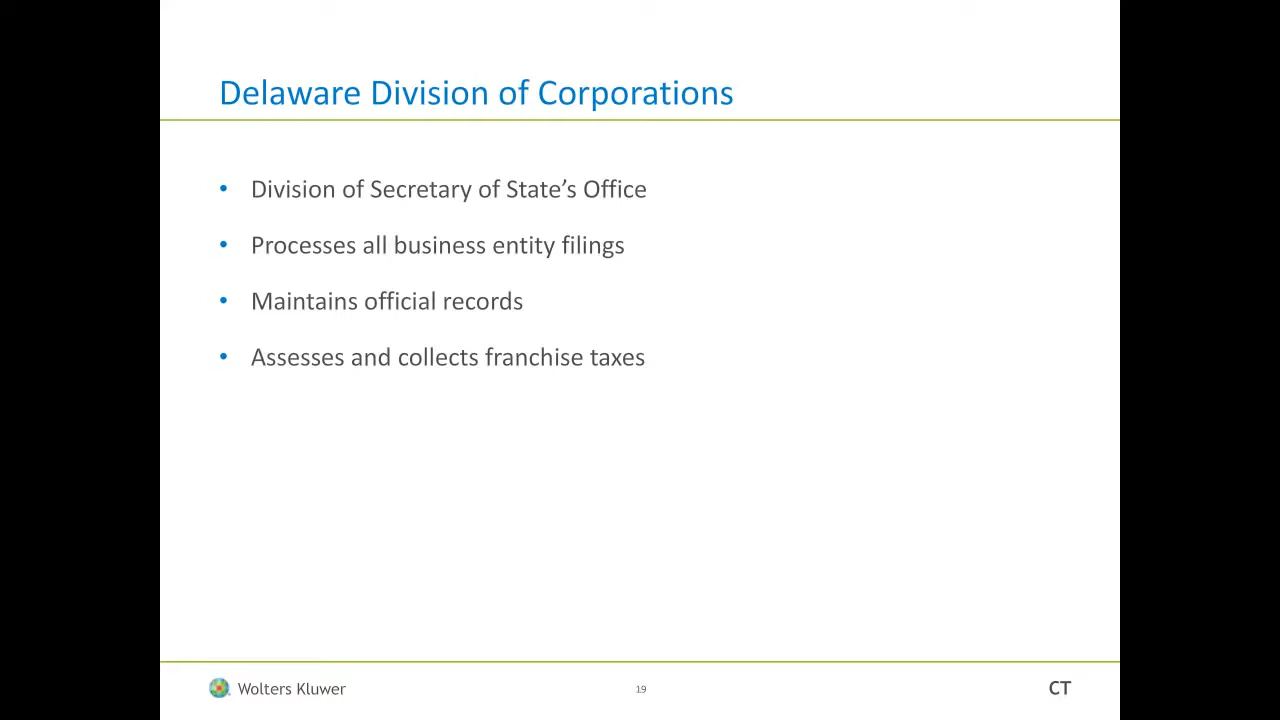 Delaware Division of Corporations
• Division of Secretary of State’s Office
• Processes all business entity filings
• Maintains official records
• Assesses and collects franchise taxes
Wolters Kluwer
19
CT